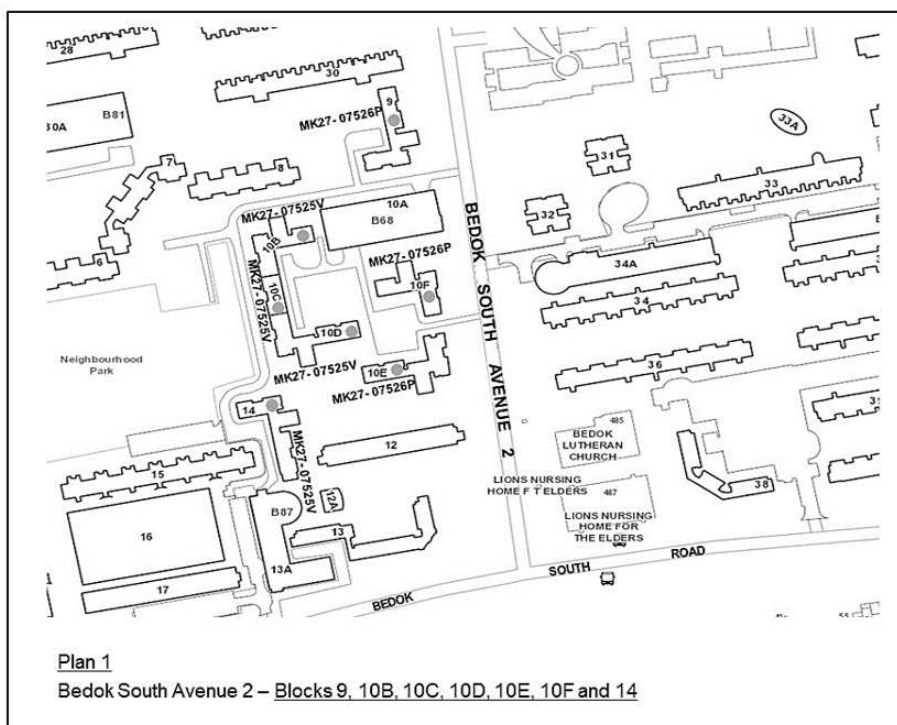 28
30
30A
B81
9
MK27-07526P
7
8
31
33A
32
33
10A
B68
MK27-07525V
10B
MK27-07526P
10F
6
10C
MK27-07525V
34A
34
10D
MK27-07525V
10E
MK27-07526P
BEDOK SOUTH AVENUE 2
36
Neighbourhood
Park
14
MK27-07525V
12
485
BEDOK
LUTHERAN
CHURCH
15
12A
B87
LIONS NURSING
HOME F T ELDERS
487
LIONS NURSING
HOME FOR
THE ELDERS
38
16
13
13A
17
BEDOK SOUTH ROAD
55
Plan 1
Bedok South Avenue 2 – Blocks 9, 10B, 10C, 10D, 10E, 10F and 14